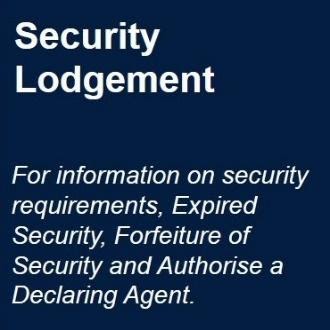 Security
Lodgement
For information on security
requirements, Expired
Security, Forfeiture of
Security and Authorise a
Declaring Agent.